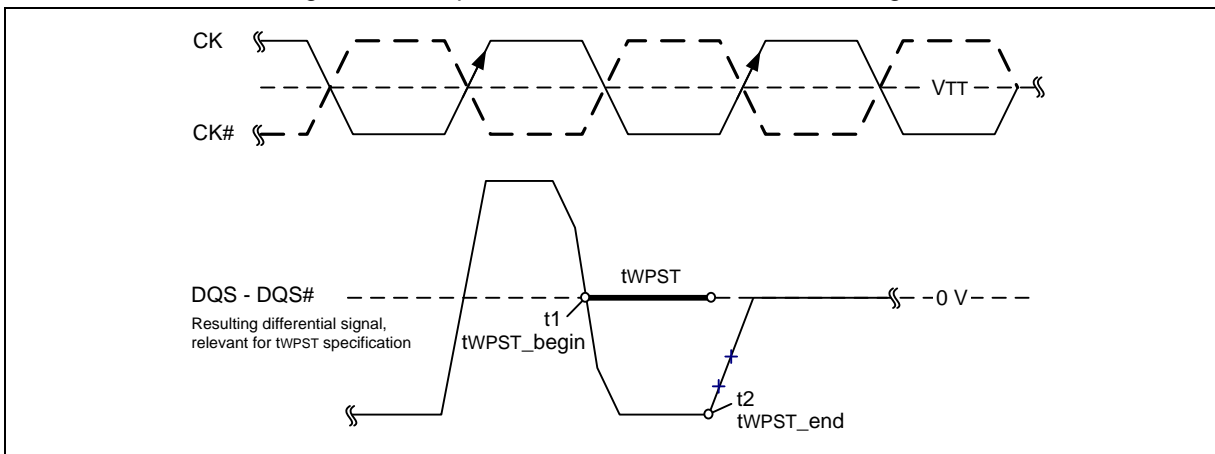 CK
VTT
CK#
tWPST
DQS - DQS#
0 V
Resulting differential signal,
relevant for tWPST specification
t1
tWPST_begin
t2
tWPST_end